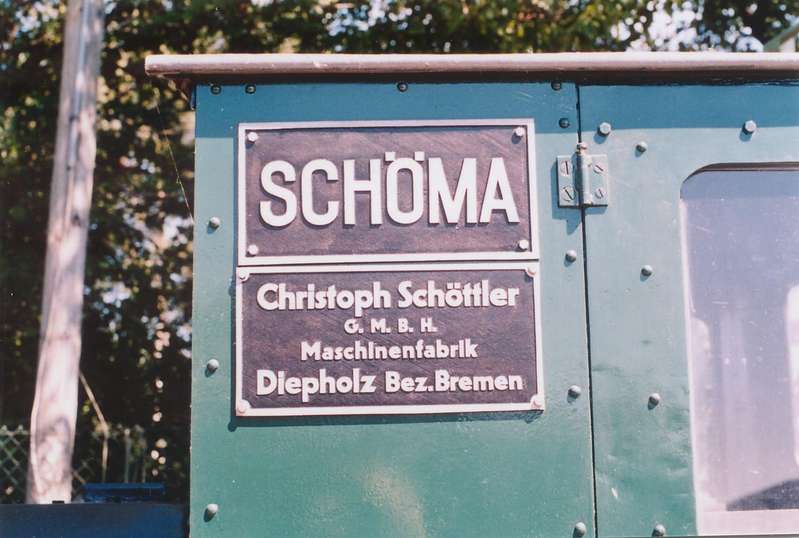 SCHÖMA
Christoph Schöttler
G. M. B. H.
Maschinenfabrik
Diepholz Bez. Bremen